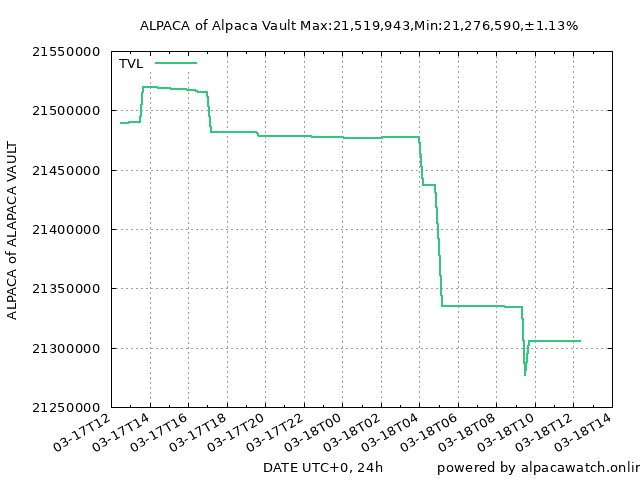 ALPACA of Alpaca Vault Max:21,519,943,Min:21,276,590,±1.13%
TVL
21550000
21500000
21450000
21400000
21350000
21300000
21250000
ALPACA of ALAPACA VAULT
03-17T12
03-17T14
03-17T16
03-17T18
03-17T20
03-17T22
03-18T00
03-18T02
03-18T04
03-18T06
03-18T08
03-18T10
03-18T12
03-18T14
DATE UTC+0, 24h
powered by alpacawatch.onlin